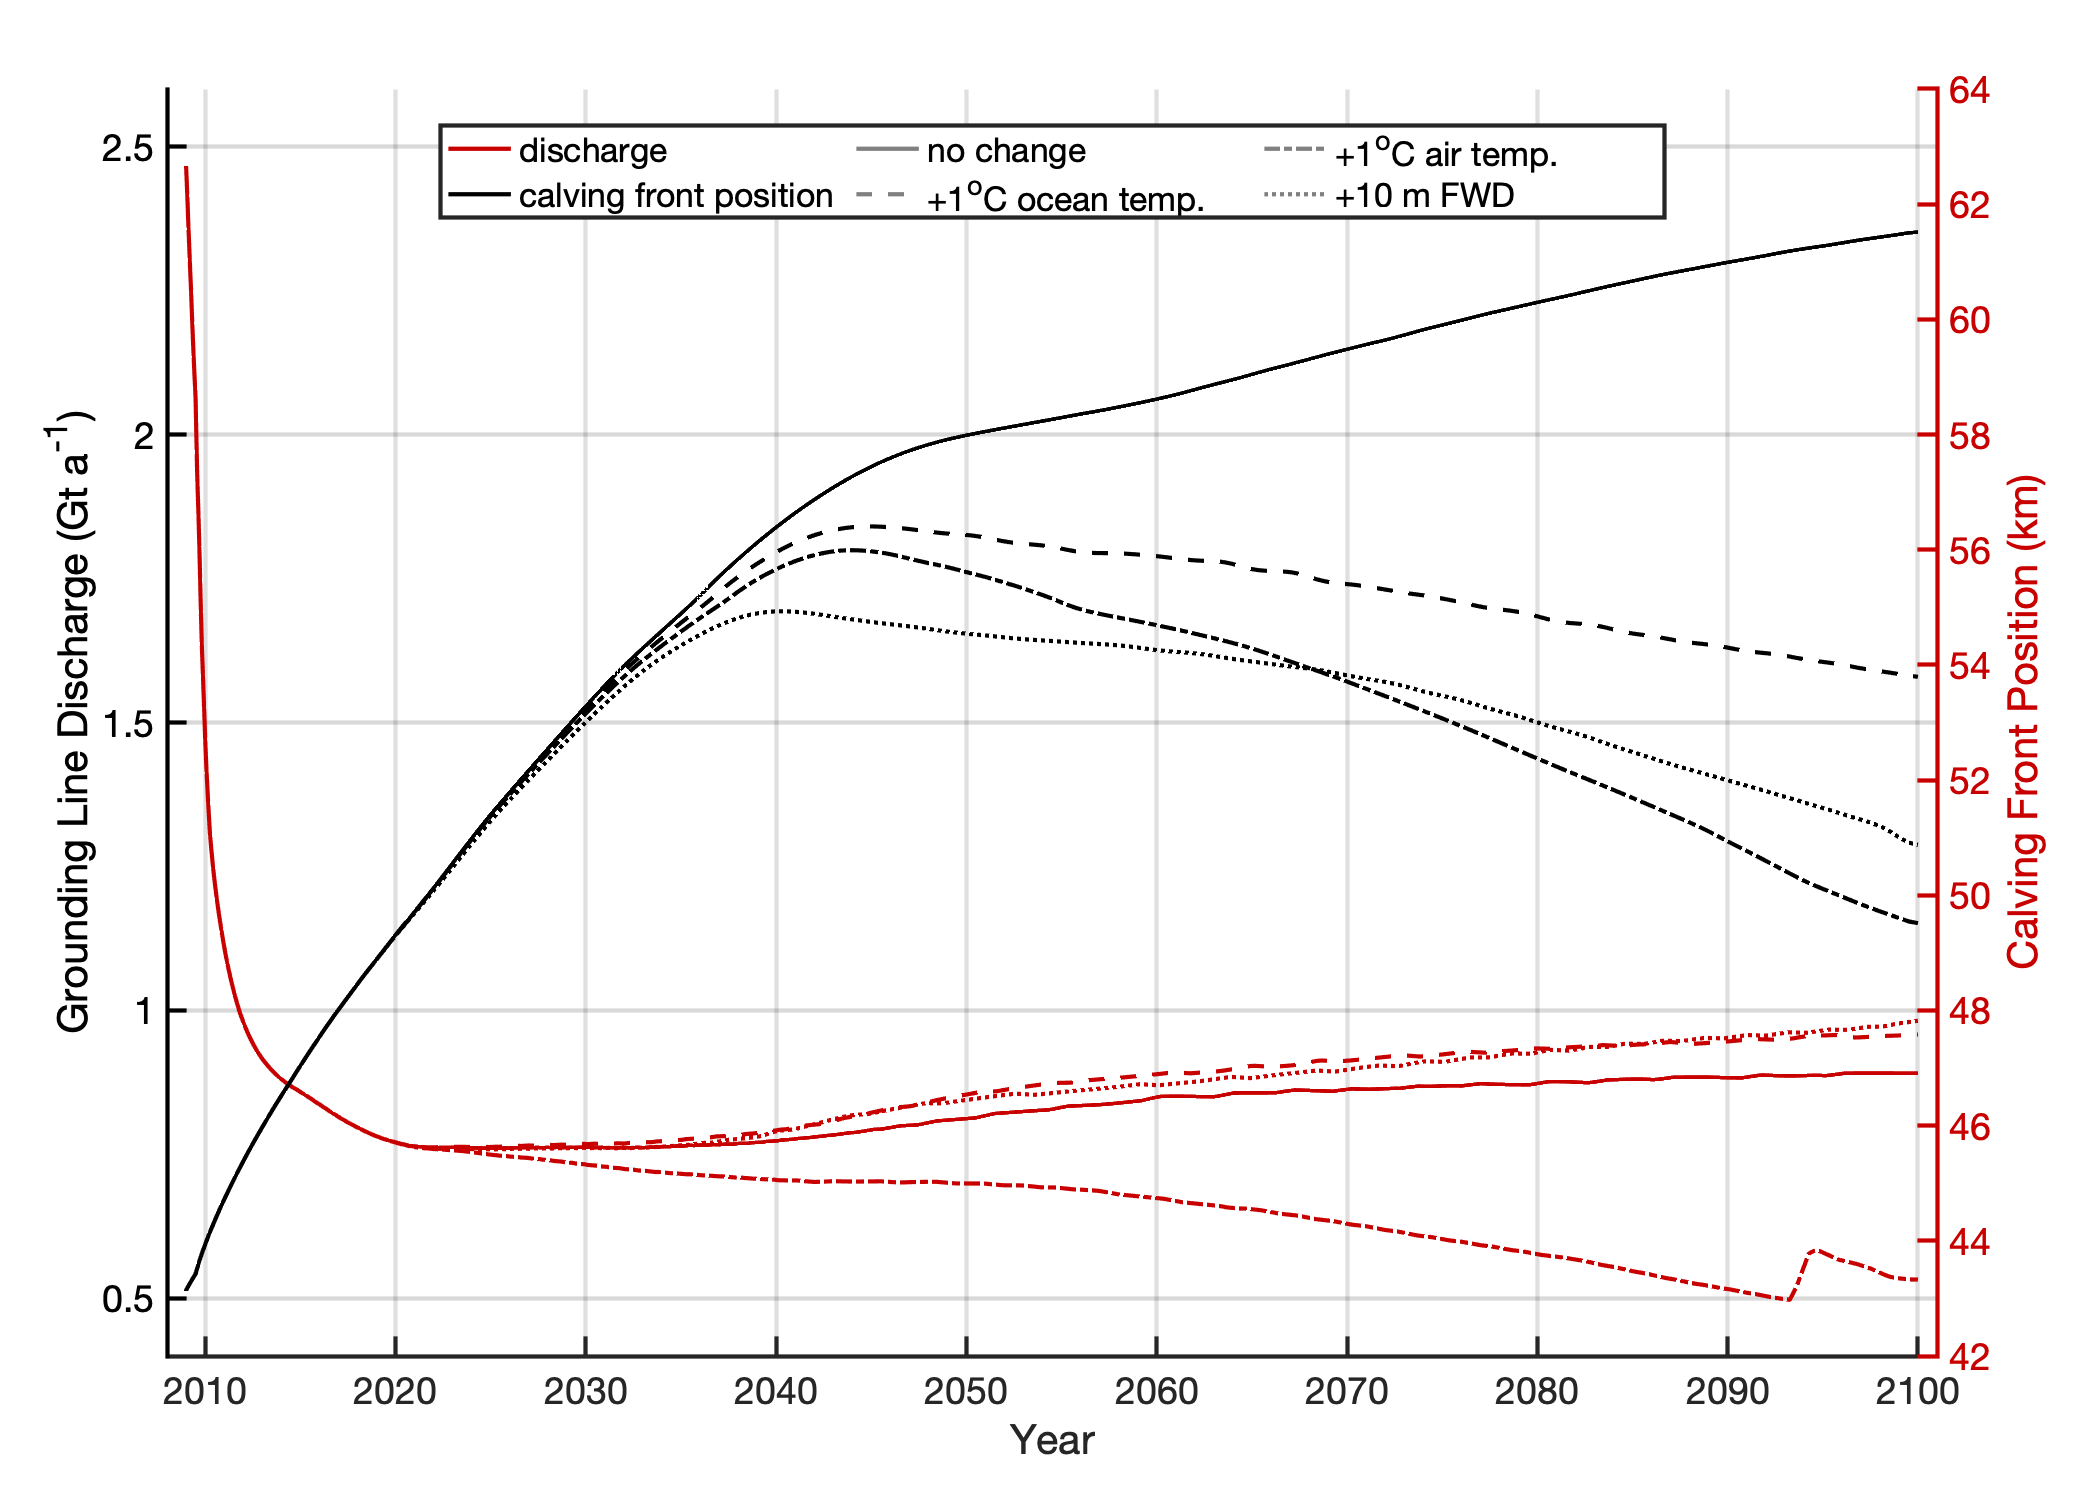 discharge
calving front position
no change
+1°C ocean temp.
+1°C air temp.
+10 m FWD
Grounding Line Discharge (Gt a⁻¹)
2.5
2
1.5
1
0.5
64
62
60
58
56
54
52
50
48
46
44
42
Calving Front Position (km)
2010 2020 2030 2040 2050 2060 2070 2080 2090 2100
Year